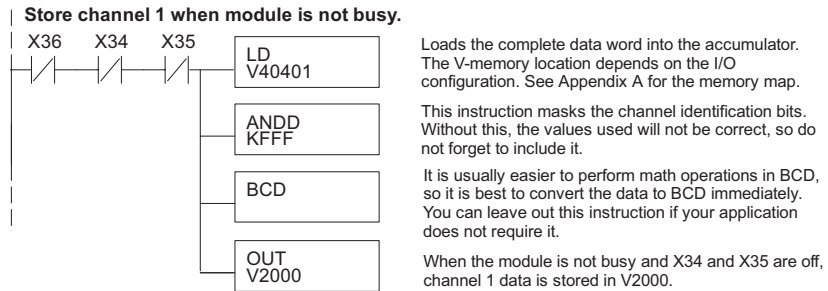 Store channel 1 when module is not busy.
X36 X34 X35
LD
V40401
Loads the complete data word into the accumulator.
The V-memory location depends on the I/O
configuration. See Appendix A for the memory map.
ANDD
KFFF
This instruction masks the channel identification bits.
Without this, the values used will not be correct, so do
not forget to include it.
BCD
It is usually easier to perform math operations in BCD,
so it is best to convert the data to BCD immediately.
You can leave out this instruction if your application
does not require it.
OUT
V2000
When the module is not busy and X34 and X35 are off,
channel 1 data is stored in V2000.